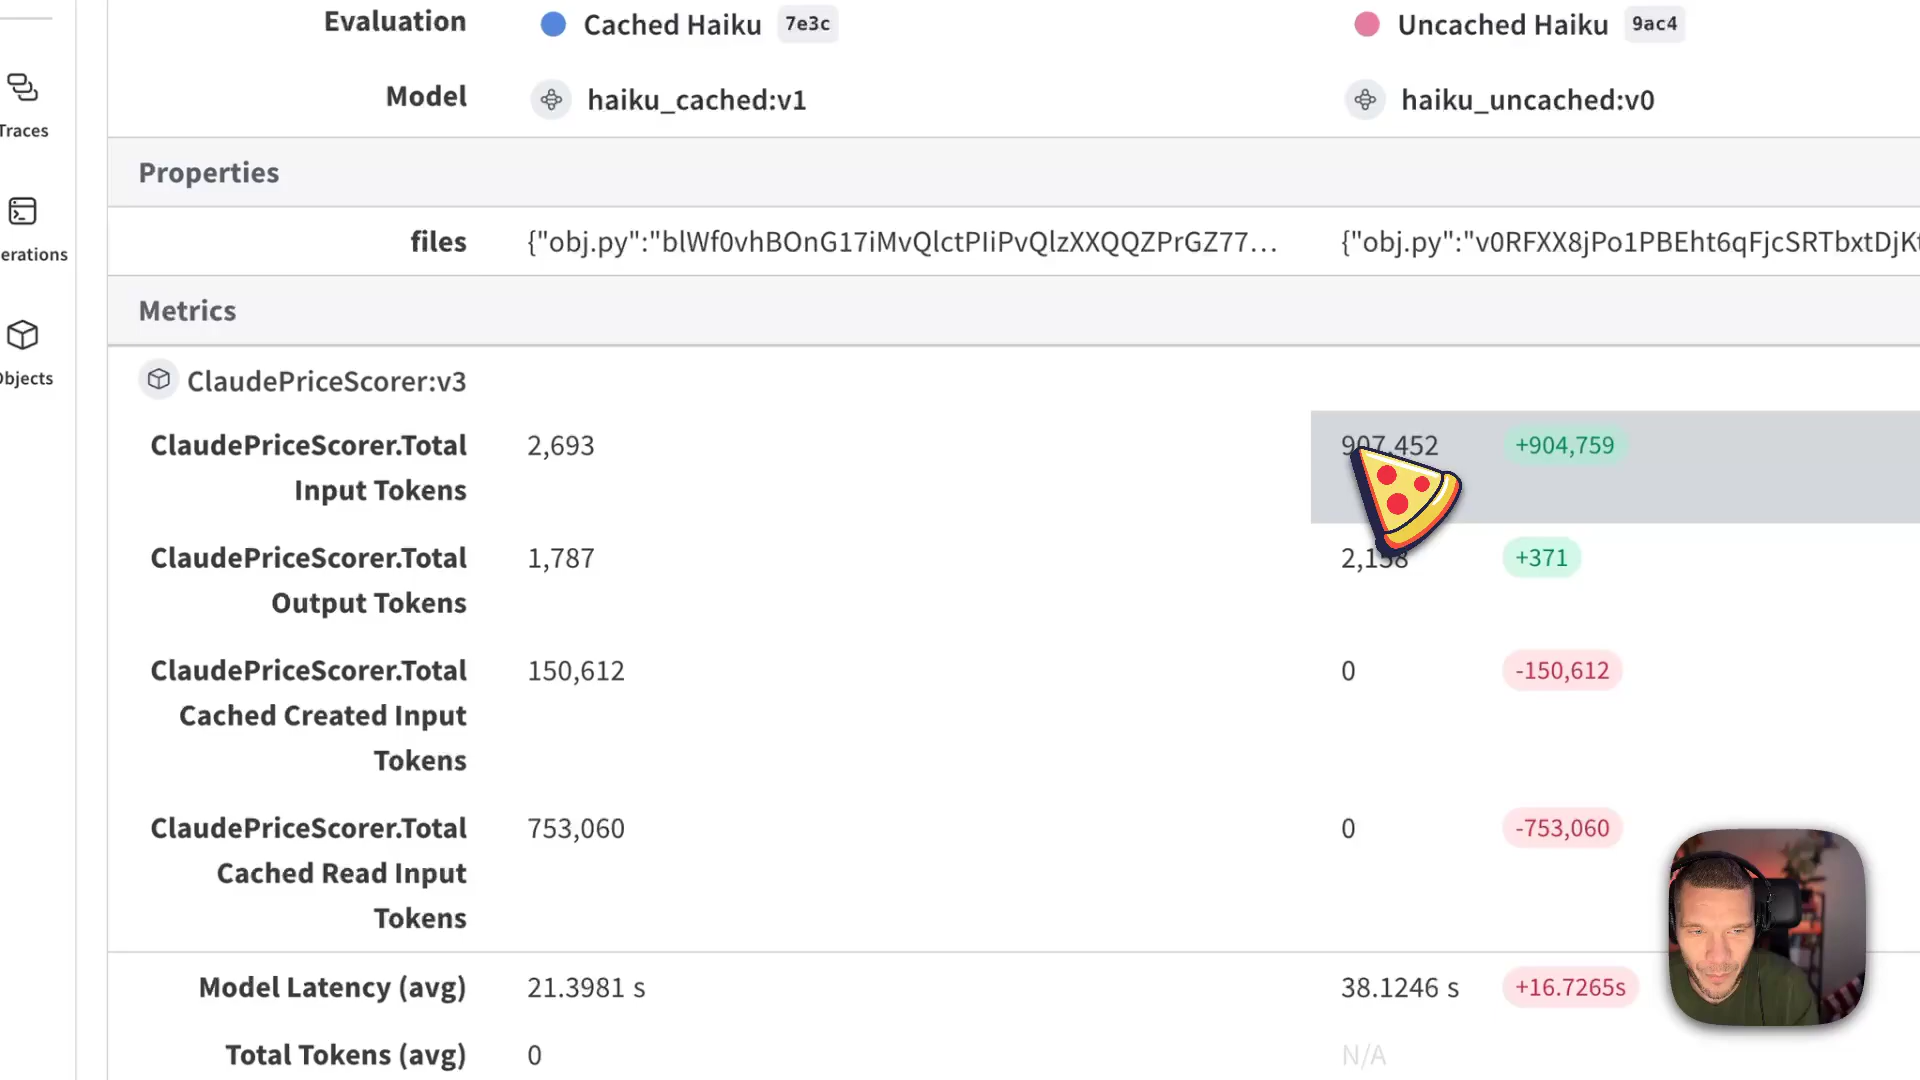 Evaluation
Cached Haiku 7e3c
Uncached Haiku 9ac4
Model
haiku_cached:v1
haiku_uncached:v0
Traces
Properties
files
{"obj.py":"blWf0vhBOnG17iMvQlctPIiPvQlzXXQQZPrGZ77...
{"obj.py":"v0RFXX8jPo1PBEht6qFjcSRTbxtDjKt
erations
Metrics
Objects
ClaudePriceScorer:v3
ClaudePriceScorer.Total
Input Tokens
2,693
907,452
+904,759
ClaudePriceScorer.Total
Output Tokens
1,787
2,158
+371
ClaudePriceScorer.Total
Cached Created Input
Tokens
150,612
0
-150,612
ClaudePriceScorer.Total
Cached Read Input
Tokens
753,060
0
-753,060
Model Latency (avg)
21.3981 s
38.1246 s
+16.7265s
Total Tokens (avg)
0
N/A